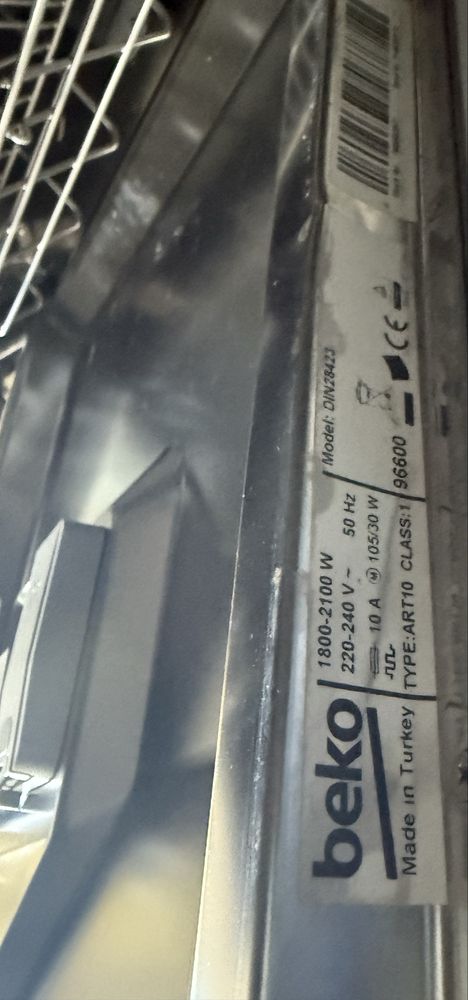 beko
Made in Turkey
1800-2100 W
220-240 V ~ 50 Hz
10 A M 105/30 W
TYPE:ART10 CLASS:1
Model: DIN28423
96600
CE